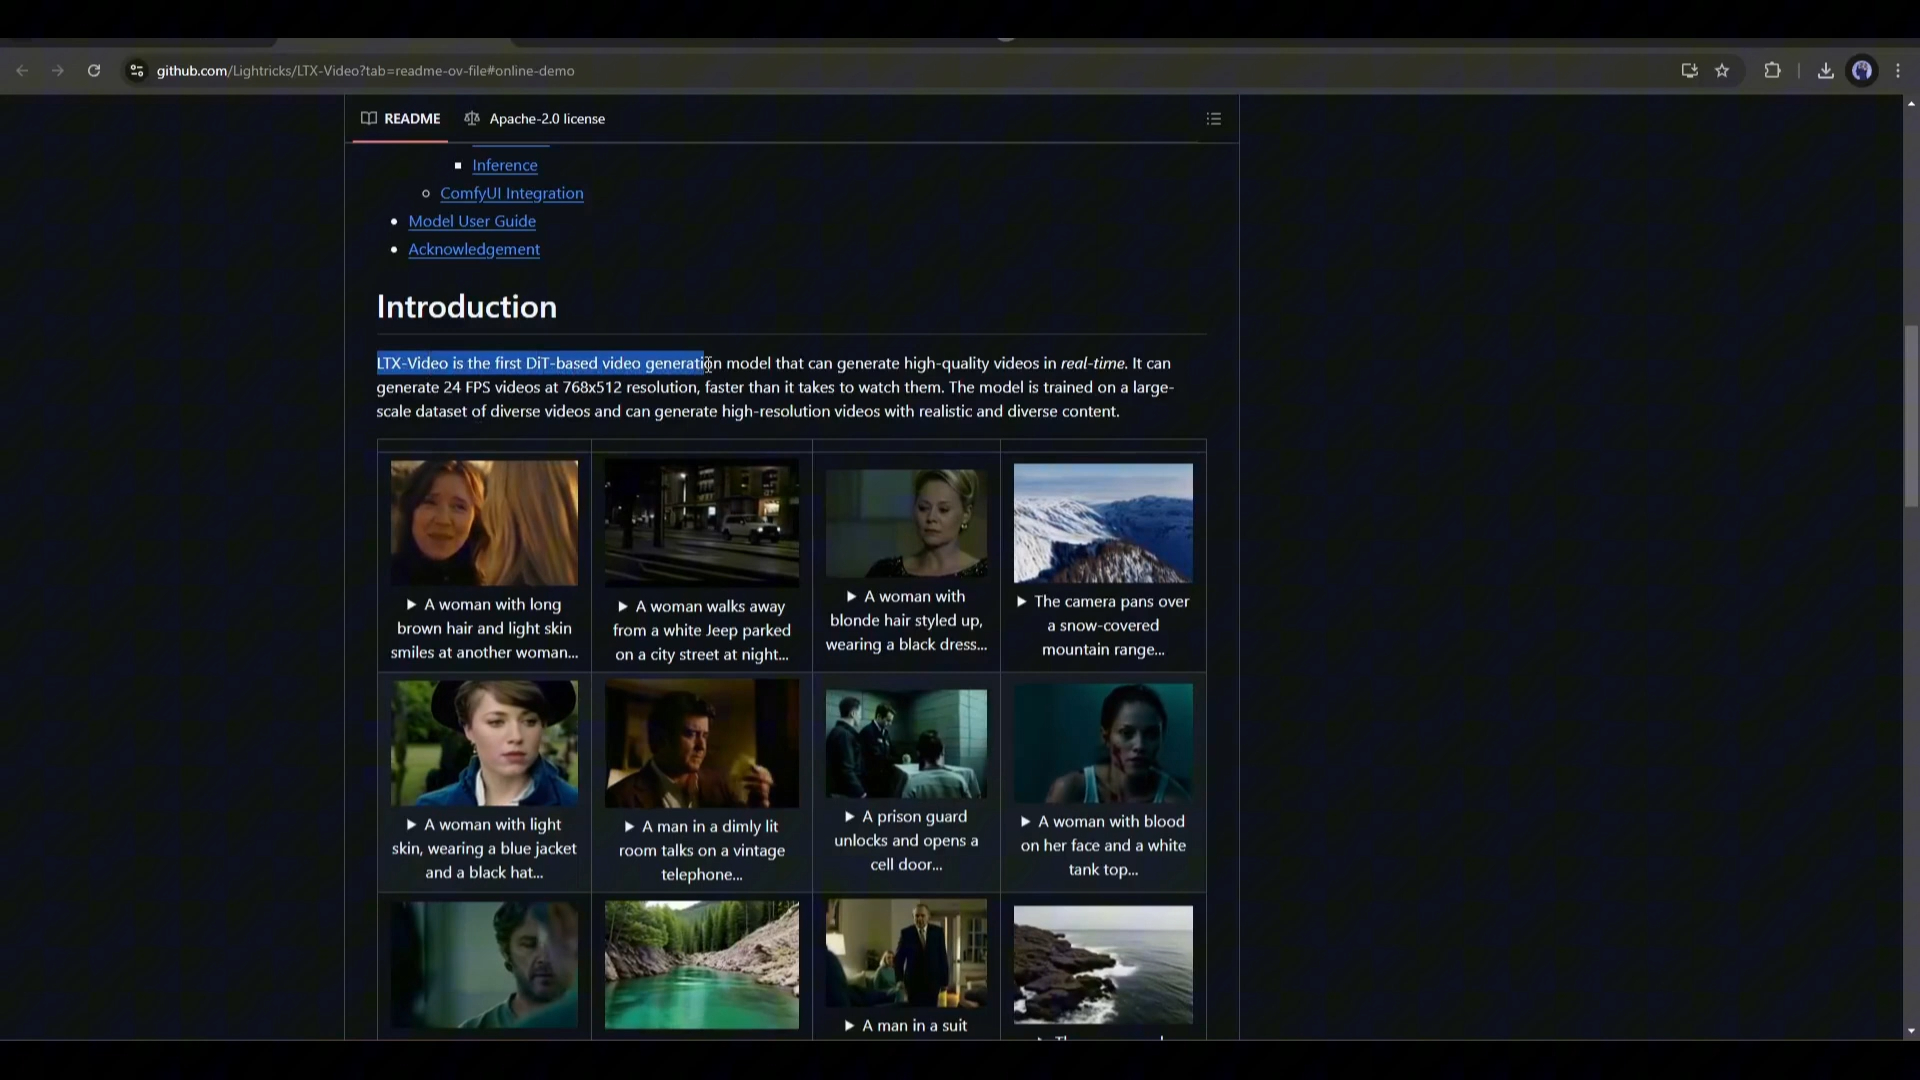 github.com/Lightricks/LTX-Video?tab=readme-ov-file#online-demo
README
Apache-2.0 license
Inference
ComfyUI Integration
Model User Guide
Acknowledgement
Introduction
LTX-Video is the first DiT-based video generation model that can generate high-quality videos in real-time. It can
generate 24 FPS videos at 768x512 resolution, faster than it takes to watch them. The model is trained on a large-
scale dataset of diverse videos and can generate high-resolution videos with realistic and diverse content.
A woman with long
brown hair and light skin
smiles at another woman...
A woman walks away
from a white Jeep parked
on a city street at night...
A woman with
blonde hair styled up,
wearing a black dress...
The camera pans over
a snow-covered
mountain range...
A woman with light
skin, wearing a blue jacket
and a black hat...
A man in a dimly lit
room talks on a vintage
telephone...
A prison guard
unlocks and opens a
cell door...
A woman with blood
on her face and a white
tank top...
A man in a suit